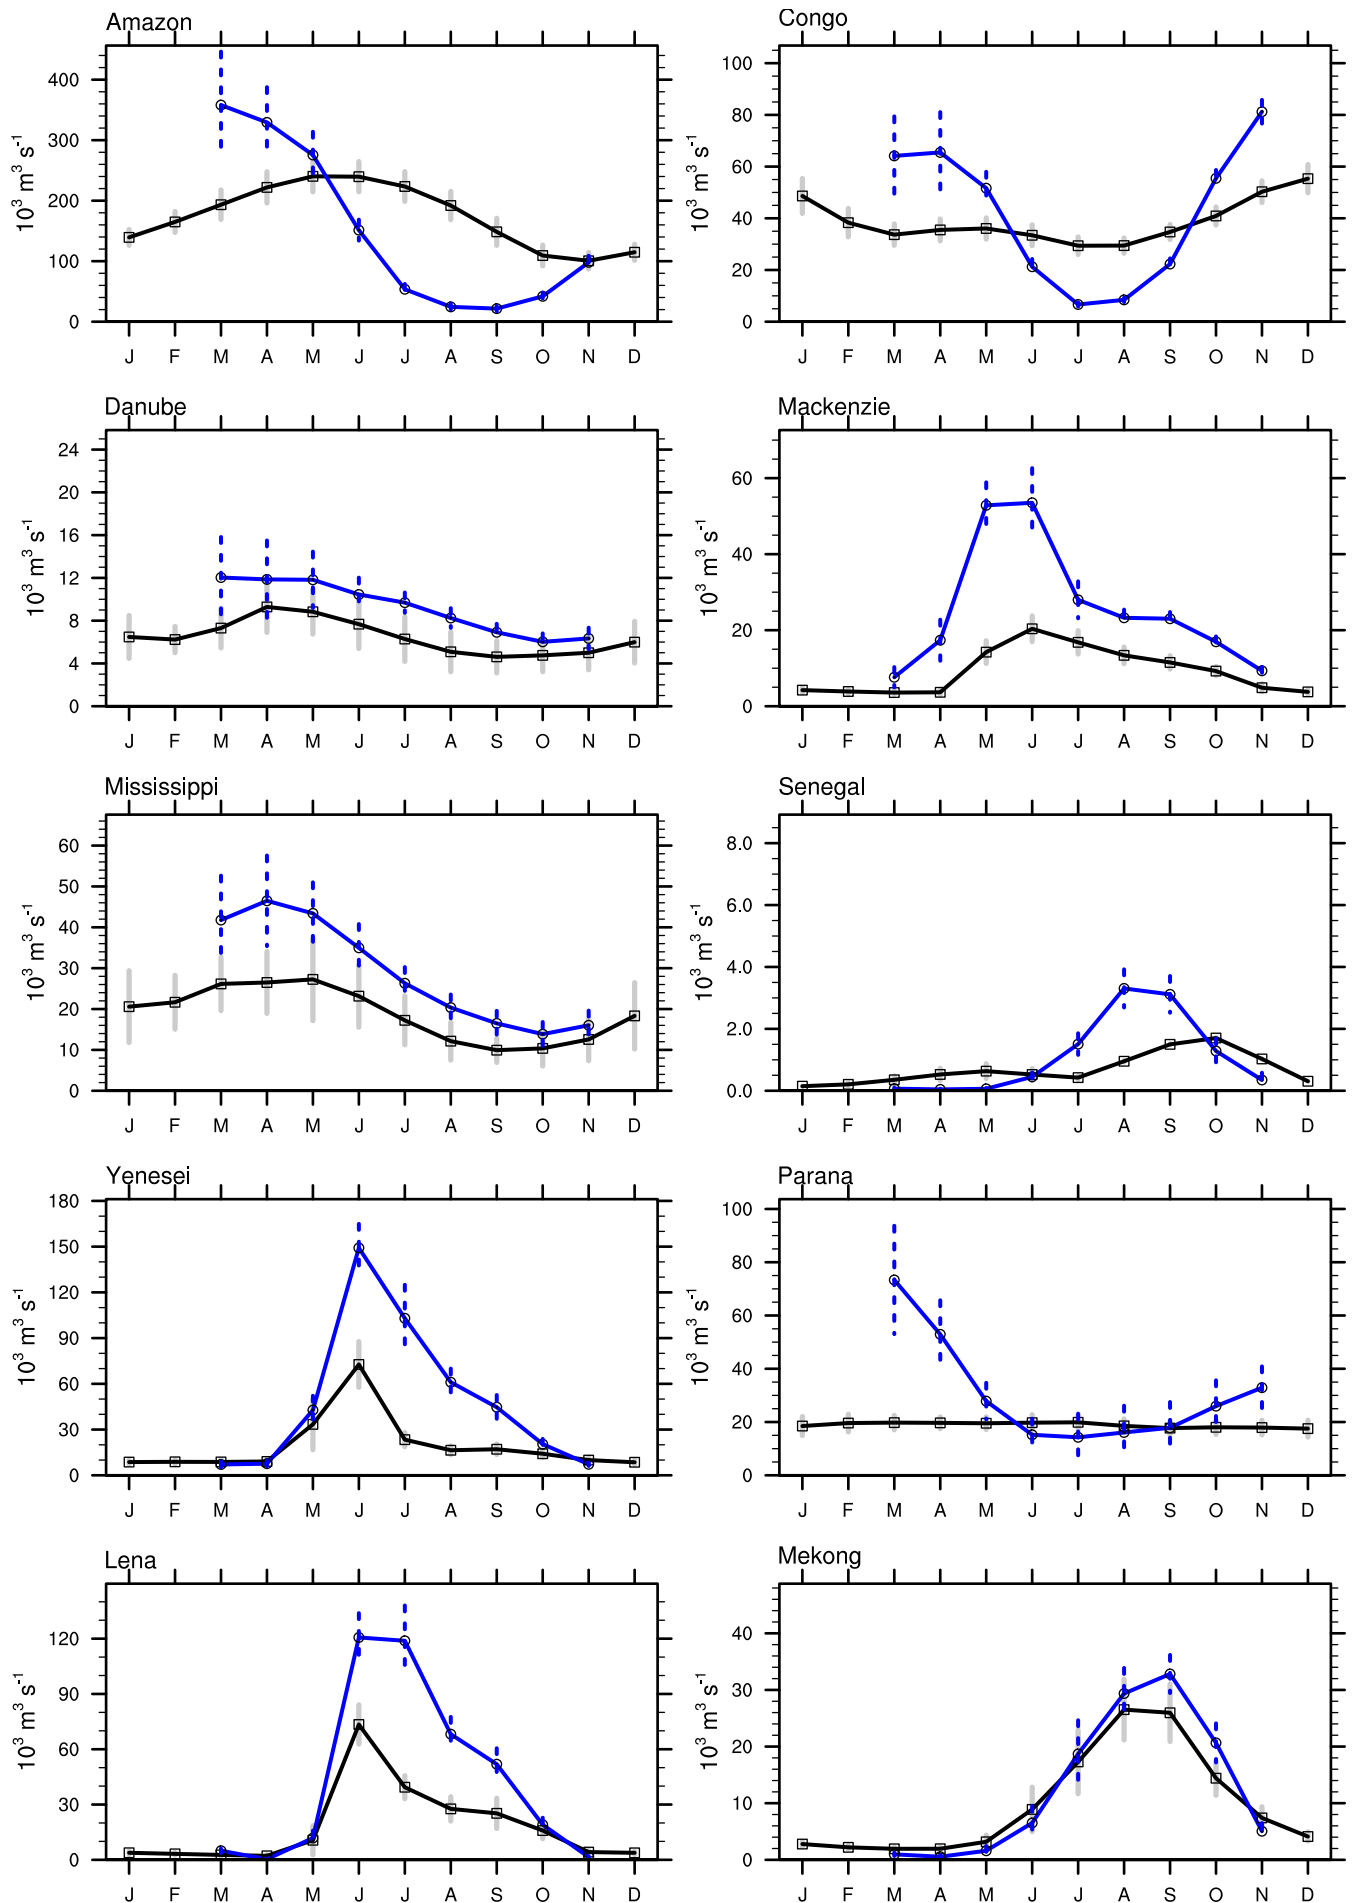 Amazon
Congo
10³ m³ s⁻¹
400
300
200
100
0
J F M A M J J A S O N D
10³ m³ s⁻¹
100
80
60
40
20
0
J F M A M J J A S O N D
Danube
Mackenzie
10³ m³ s⁻¹
24
20
16
12
8
4
0
J F M A M J J A S O N D
10³ m³ s⁻¹
60
40
20
0
J F M A M J J A S O N D
Mississippi
Senegal
10³ m³ s⁻¹
60
50
40
30
20
10
0
J F M A M J J A S O N D
10³ m³ s⁻¹
8.0
6.0
4.0
2.0
0.0
J F M A M J J A S O N D
Yenesei
Parana
10³ m³ s⁻¹
180
150
120
90
60
30
0
J F M A M J J A S O N D
10³ m³ s⁻¹
100
80
60
40
20
0
J F M A M J J A S O N D
Lena
Mekong
10³ m³ s⁻¹
120
90
60
30
0
J F M A M J J A S O N D
10³ m³ s⁻¹
40
30
20
10
0
J F M A M J J A S O N D